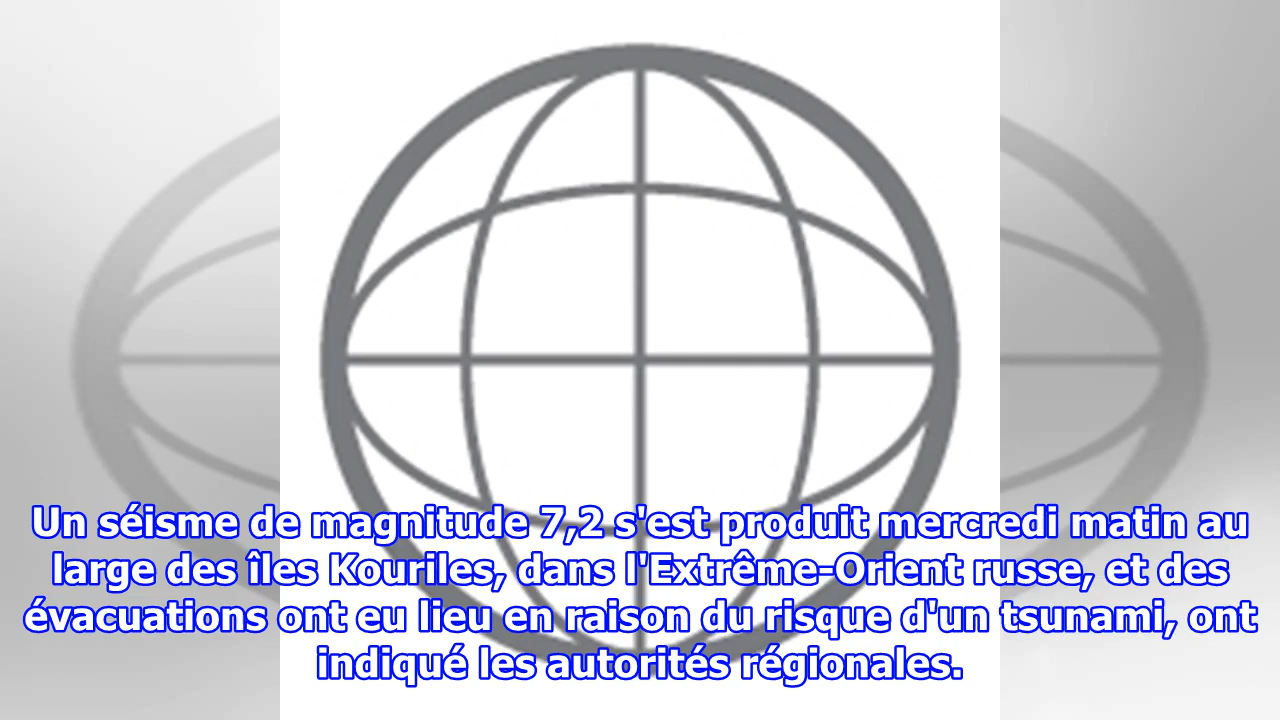 Un séisme de magnitude 7,2 s'est produit mercredi matin au
large des îles Kouriles, dans l'Extrême-Orient russe, et des
évacuations ont eu lieu en raison du risque d'un tsunami, ont
indiqué les autorités régionales.